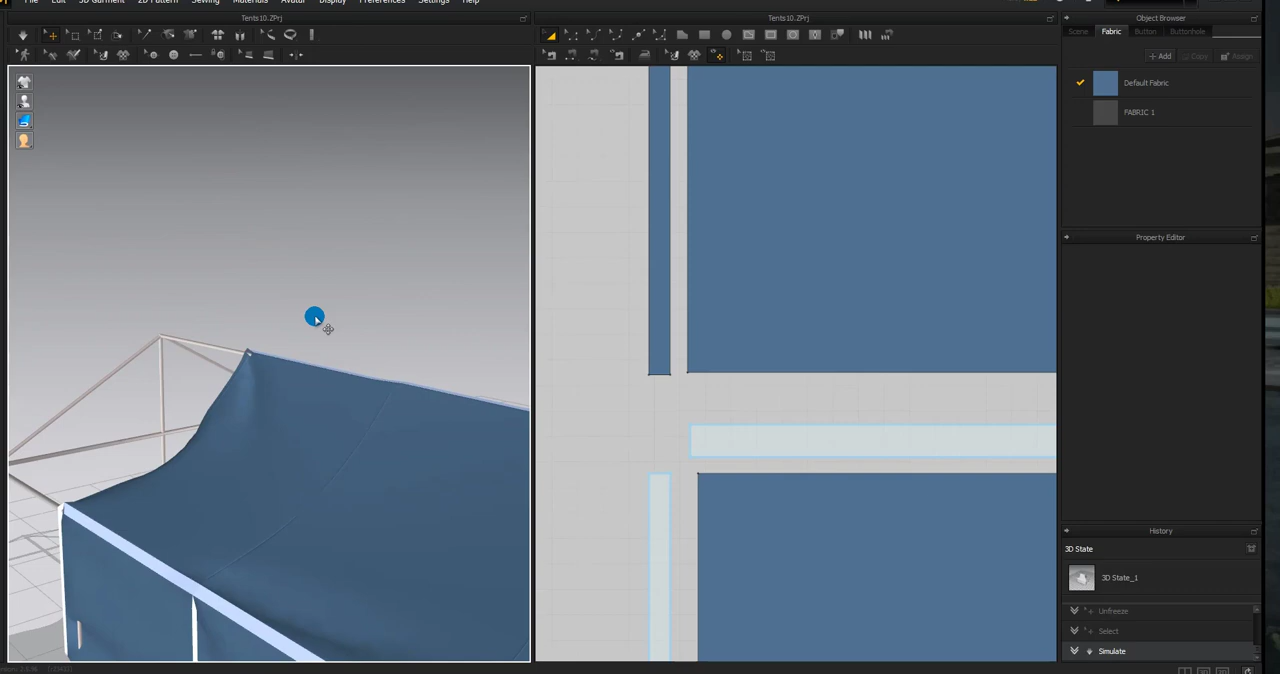 File Edit 3D Garment 2D Pattern Sewing Materials Avatar Display Preferences Settings Help
Tents10.ZPrj
Tents10.ZPrj
Object Browser
Scene Fabric Button Buttonhole
+ Add Copy Assign
Default Fabric
FABRIC 1
Property Editor
History
3D State
3D State_1
Unfreeze
Select
Simulate